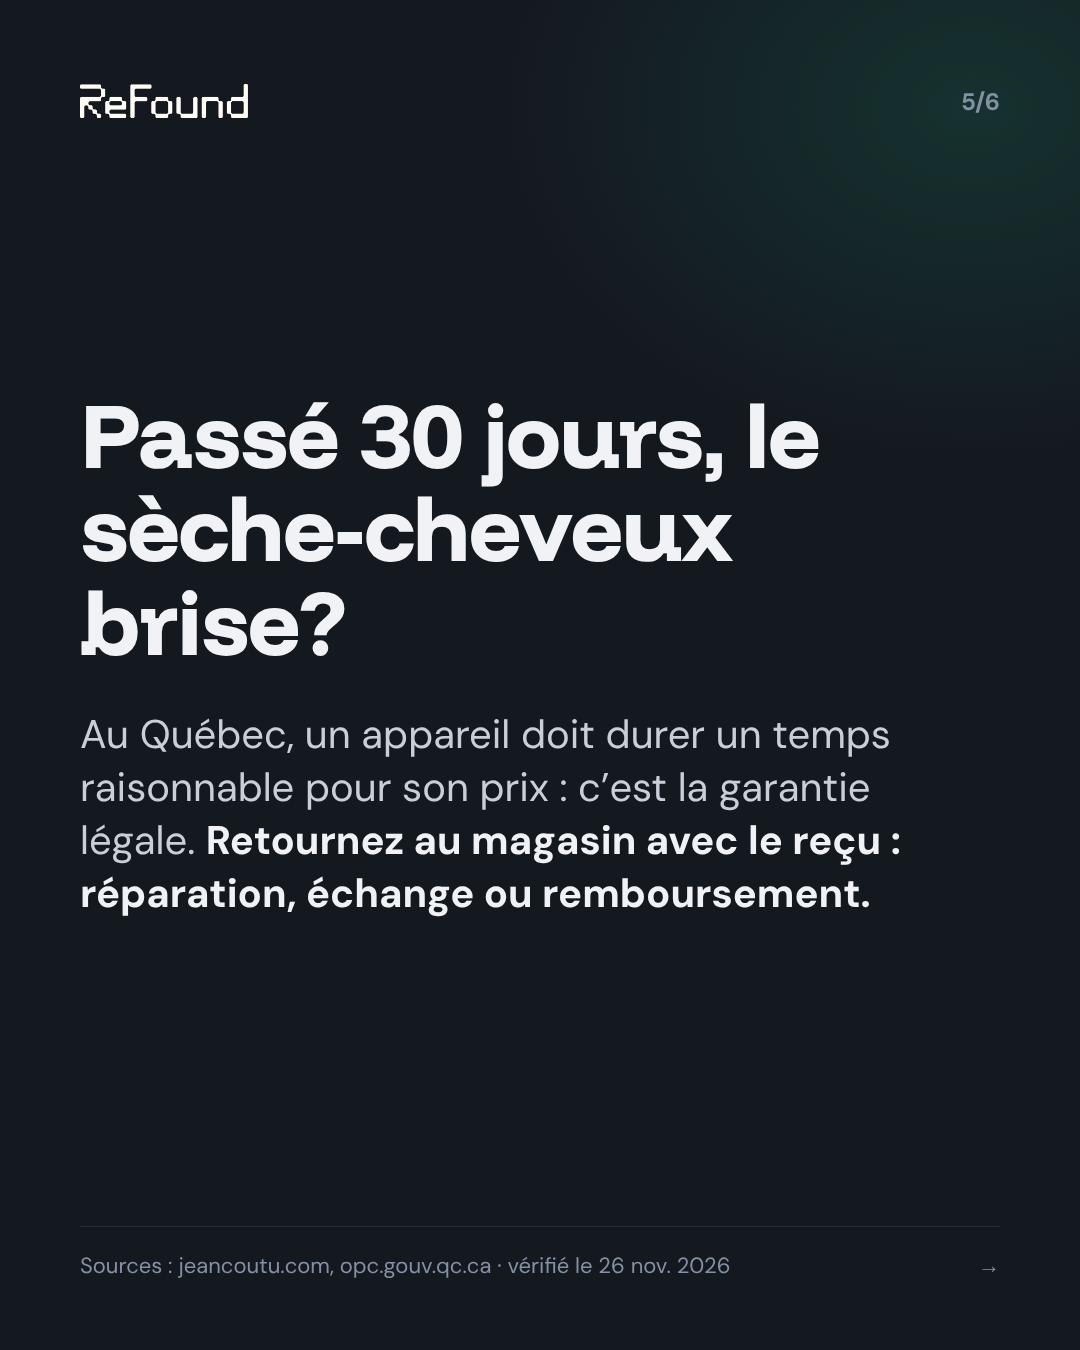 ReFound
5/6
Passé 30 jours, le
sèche-cheveux
brise?
Au Québec, un appareil doit durer un temps
raisonnable pour son prix : c’est la garantie
légale. Retournez au magasin avec le reçu :
réparation, échange ou remboursement.
Sources : jeancoutu.com, opc.gouv.qc.ca · vérifié le 26 nov. 2026 →